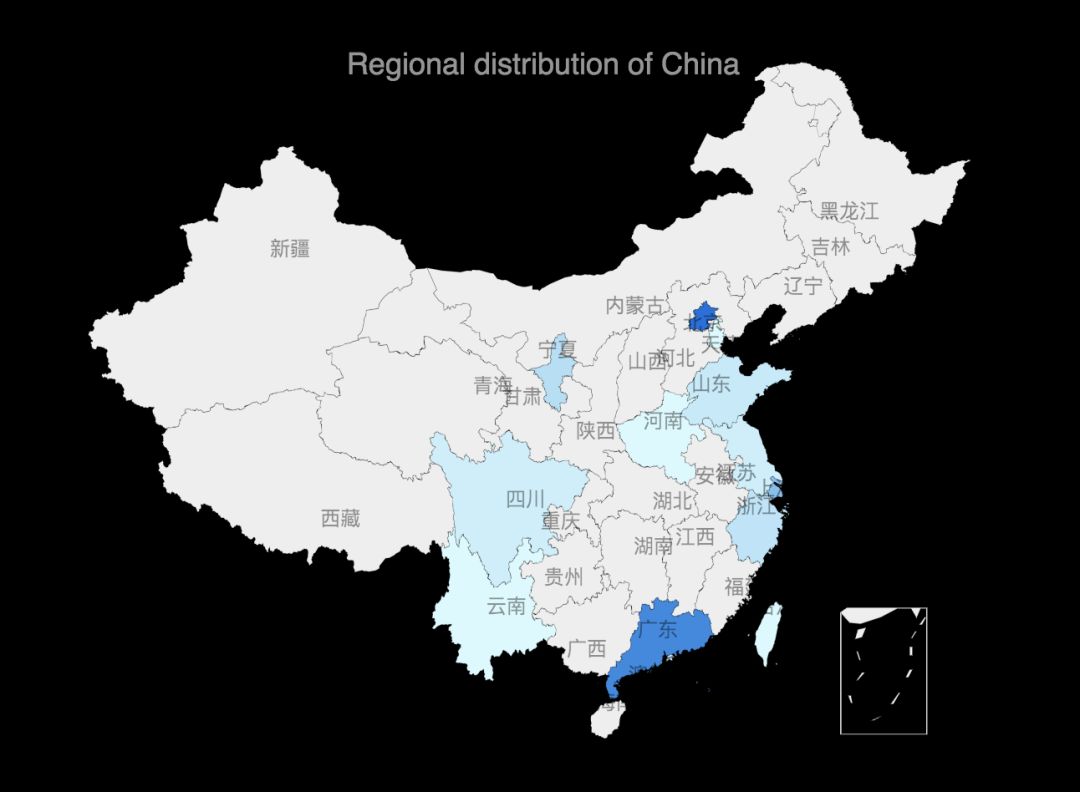 Regional distribution of China
黑龙江
吉林
新疆
辽宁
内蒙古
北京
天
宁夏
山西
河北
青海
甘肃
山东
河南
陕西
安徽
江苏
四川
湖北
上
浙江
西藏
重庆
湖南
江西
贵州
福
云南
广东
广西